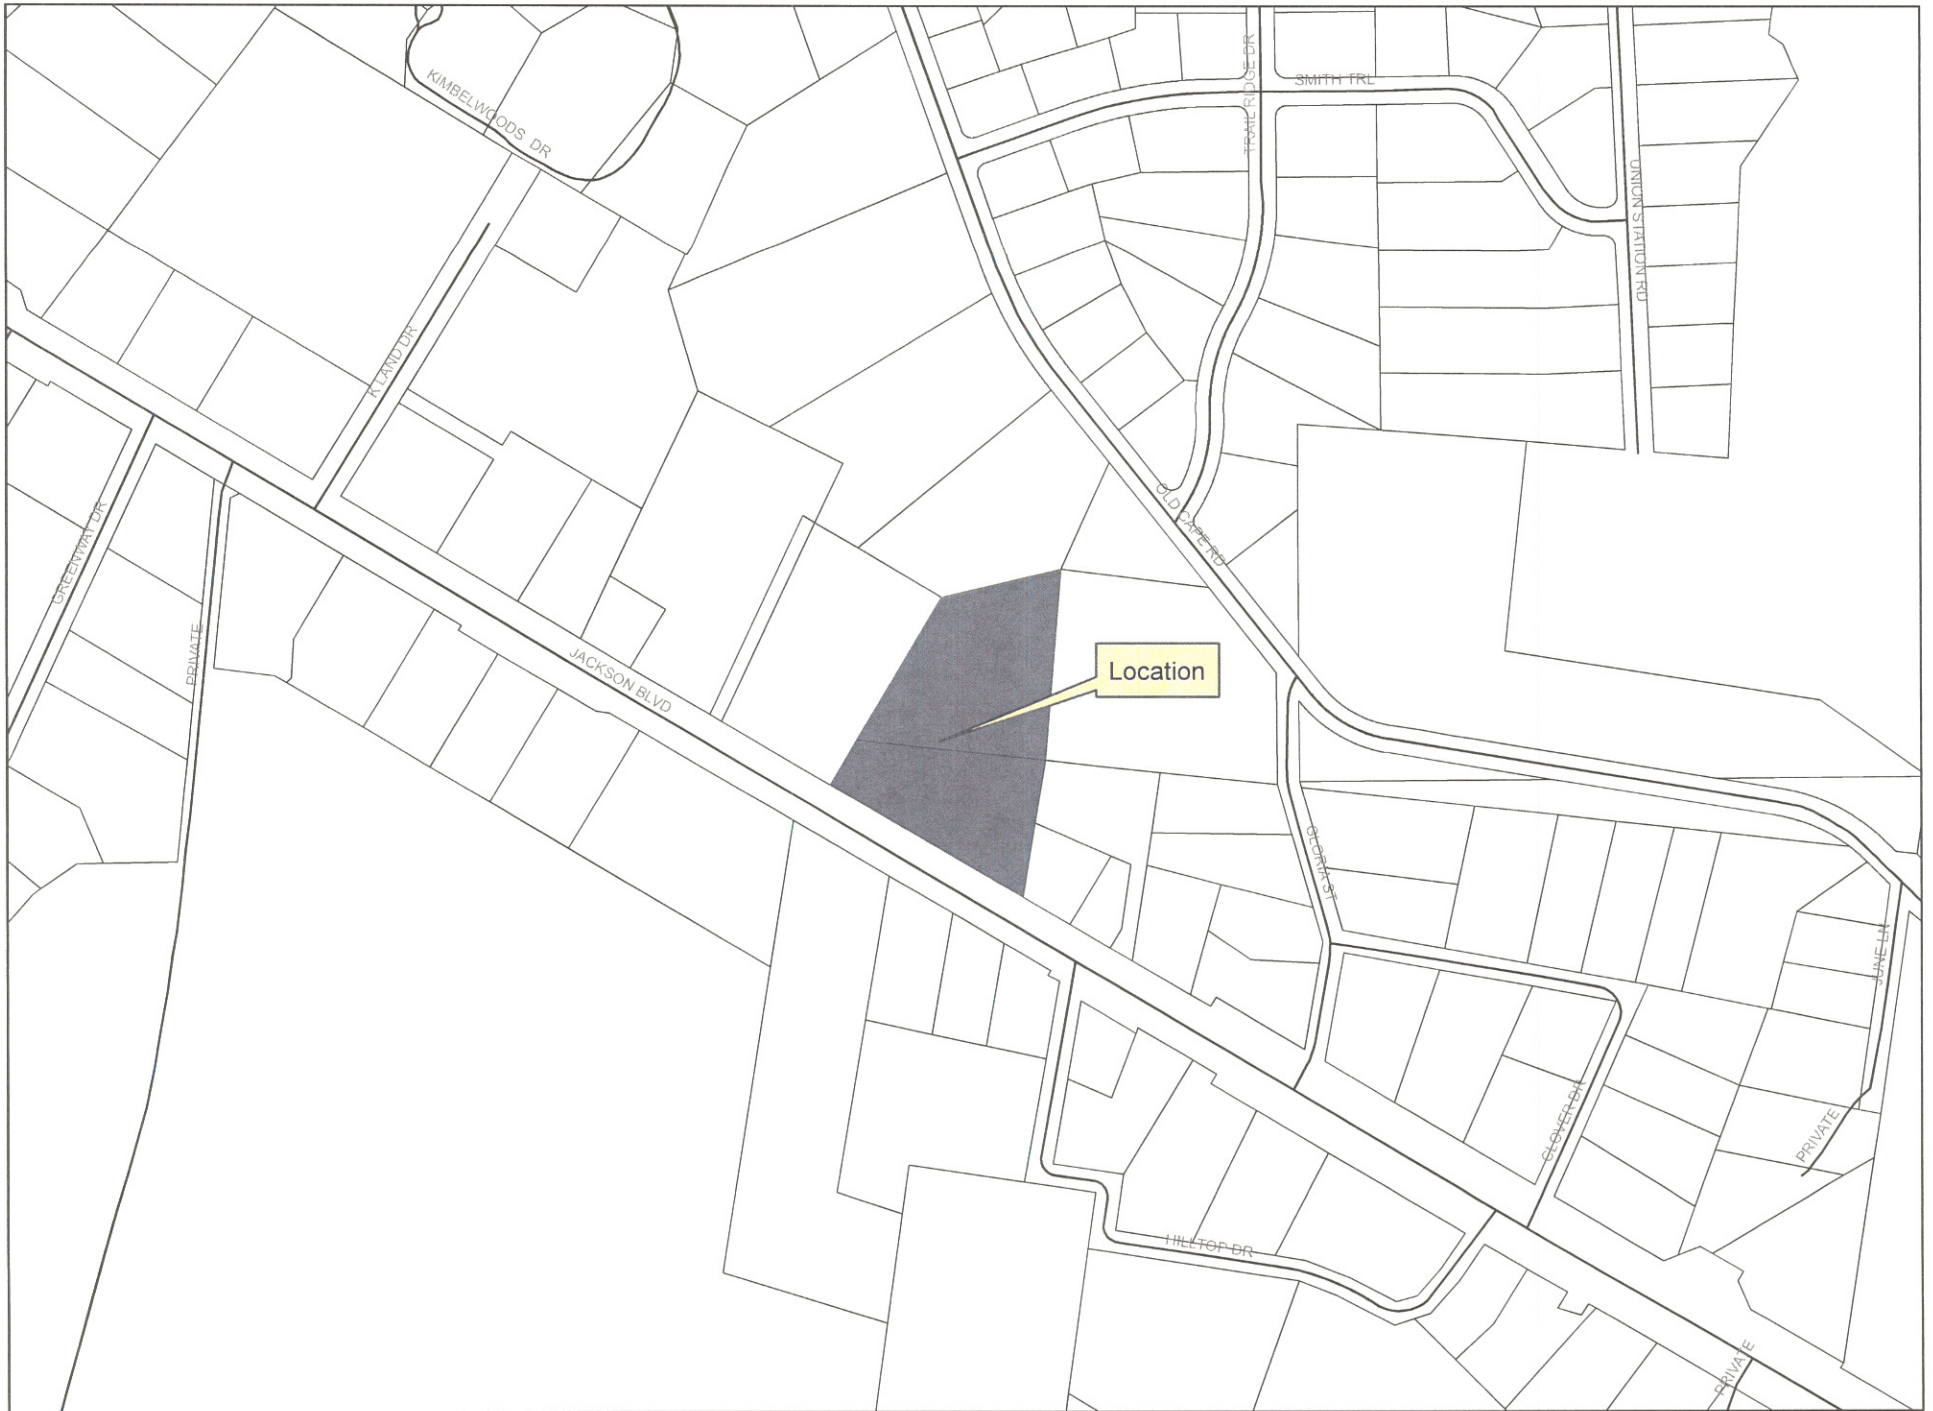 KIMBELWOODS DR
TRAIL RIDGE DR
SMITH TRL
UNION STATION RD
K LAND DR
OLD CAPE RD
GREENWAY DR
PRIVATE
JACKSON BLVD
Location
GLORIA ST
JUNE LN
CLOVER DR
PRIVATE
HILLTOP DR
PRIVATE